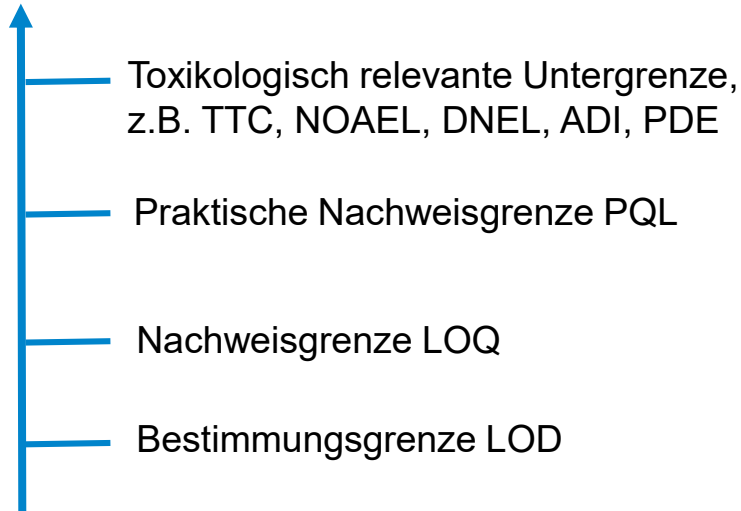 Toxikologisch relevante Untergrenze,
z.B. TTC, NOAEL, DNEL, ADI, PDE
Praktische Nachweisgrenze PQL
Nachweisgrenze LOQ
Bestimmungsgrenze LOD